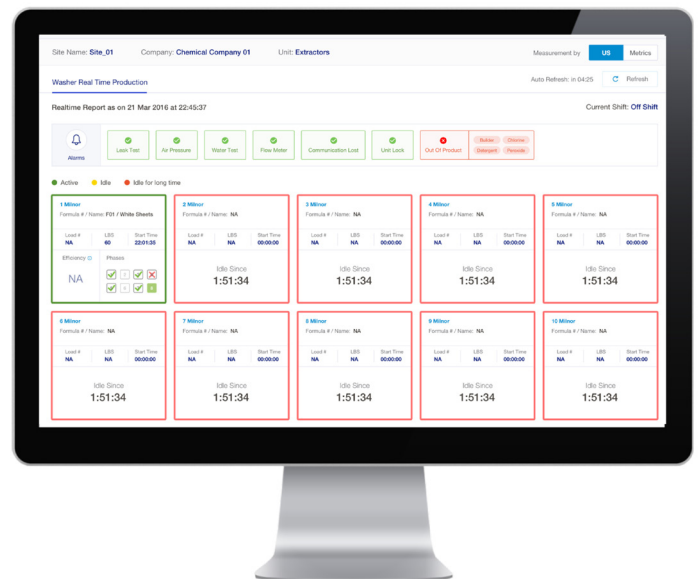 Site Name: Site_01 Company: Chemical Company 01 Unit: Extractors Measurement by US Metrics
Washer Real Time Production Auto Refresh: in 04:25 Refresh
Realtime Report as on 21 Mar 2016 at 22:45:37 Current Shift: Off Shift
Alarms Leen Test Air Pressure Water Test Flow Meter Communication Lost Unit Lock Out Of Product Builder Chlorine Detergent Peroxide
Active Idle Idle for long time
1 Milnor 2 Milnor 3 Milnor 4 Milnor 5 Milnor
Formula # / Name: F01 / White Sheets Formula # / Name: NA Formula # / Name: NA Formula # / Name: NA Formula # / Name: NA
Load # LBS Start Time Load # LBS Start Time Load # LBS Start Time Load # LBS Start Time Load # LBS Start Time
NA 60 22:01:35 NA NA 00:00:00 NA NA 00:00:00 NA NA 00:00:00 NA NA 00:00:00
Efficiency Phases
Idle Since Idle Since Idle Since Idle Since
NA 1:51:34 1:51:34 1:51:34 1:51:34
6 Milnor 7 Milnor 8 Milnor 9 Milnor 10 Milnor
Formula # / Name: NA Formula # / Name: NA Formula # / Name: NA Formula # / Name: NA Formula # / Name: NA
Load # LBS Start Time Load # LBS Start Time Load # LBS Start Time Load # LBS Start Time Load # LBS Start Time
NA NA 00:00:00 NA NA 00:00:00 NA NA 00:00:00 NA NA 00:00:00 NA NA 00:00:00
Idle Since Idle Since Idle Since Idle Since Idle Since
1:51:34 1:51:34 1:51:34 1:51:34 1:51:34